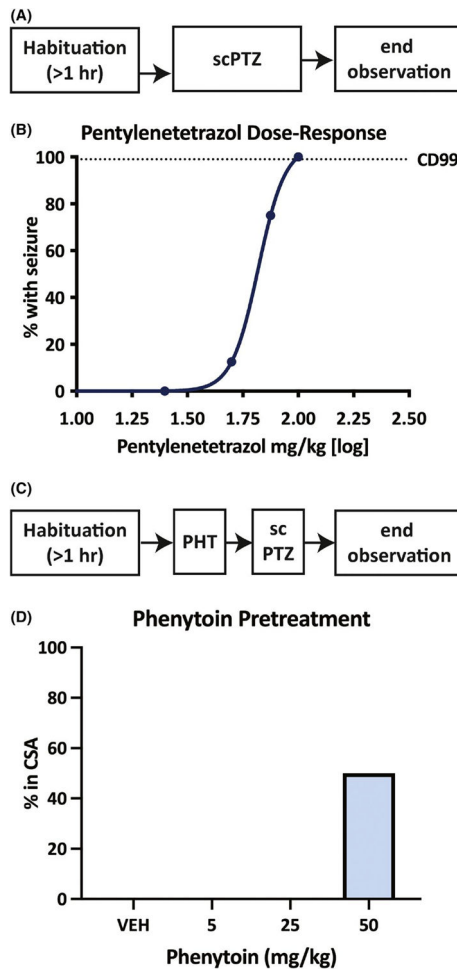 (A)
Habituation
(>1 hr)
scPTZ
end
observation
(B)
Pentylenetetrazol Dose-Response
100
80
60
40
20
0
% with seizure
CD99
1.00
1.25
1.50
1.75
2.00
2.25
2.50
Pentylenetetrazol mg/kg [log]
(C)
Habituation
(>1 hr)
PHT
sc
PTZ
end
observation
(D)
Phenytoin Pretreatment
100
80
60
40
20
0
% in CSA
VEH
5
25
50
Phenytoin (mg/kg)